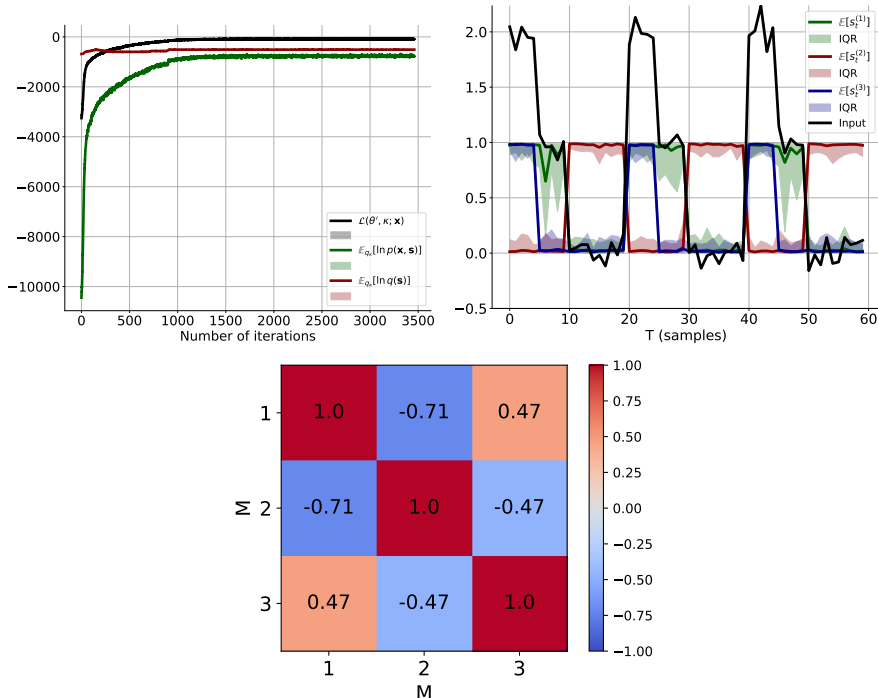 0
−2000
−4000
−6000
−8000
−10000
ℒ(θ′, κ; x)
𝔼_{qκ}[ln p(x, s)]
𝔼_{qκ}[ln q(s)]
0 500 1000 1500 2000 2500 3000 3500
Number of iterations
2.0
1.5
1.0
0.5
0.0
−0.5
𝔼[s_t^{(1)}]
IQR
𝔼[s_t^{(2)}]
IQR
𝔼[s_t^{(3)}]
IQR
Input
0 10 20 30 40 50 60
T (samples)
1 1.0 -0.71 0.47
2 -0.71 1.0 -0.47
3 0.47 -0.47 1.0
1 2 3
M
M
1.00
0.75
0.50
0.25
0.00
−0.25
−0.50
−0.75
−1.00